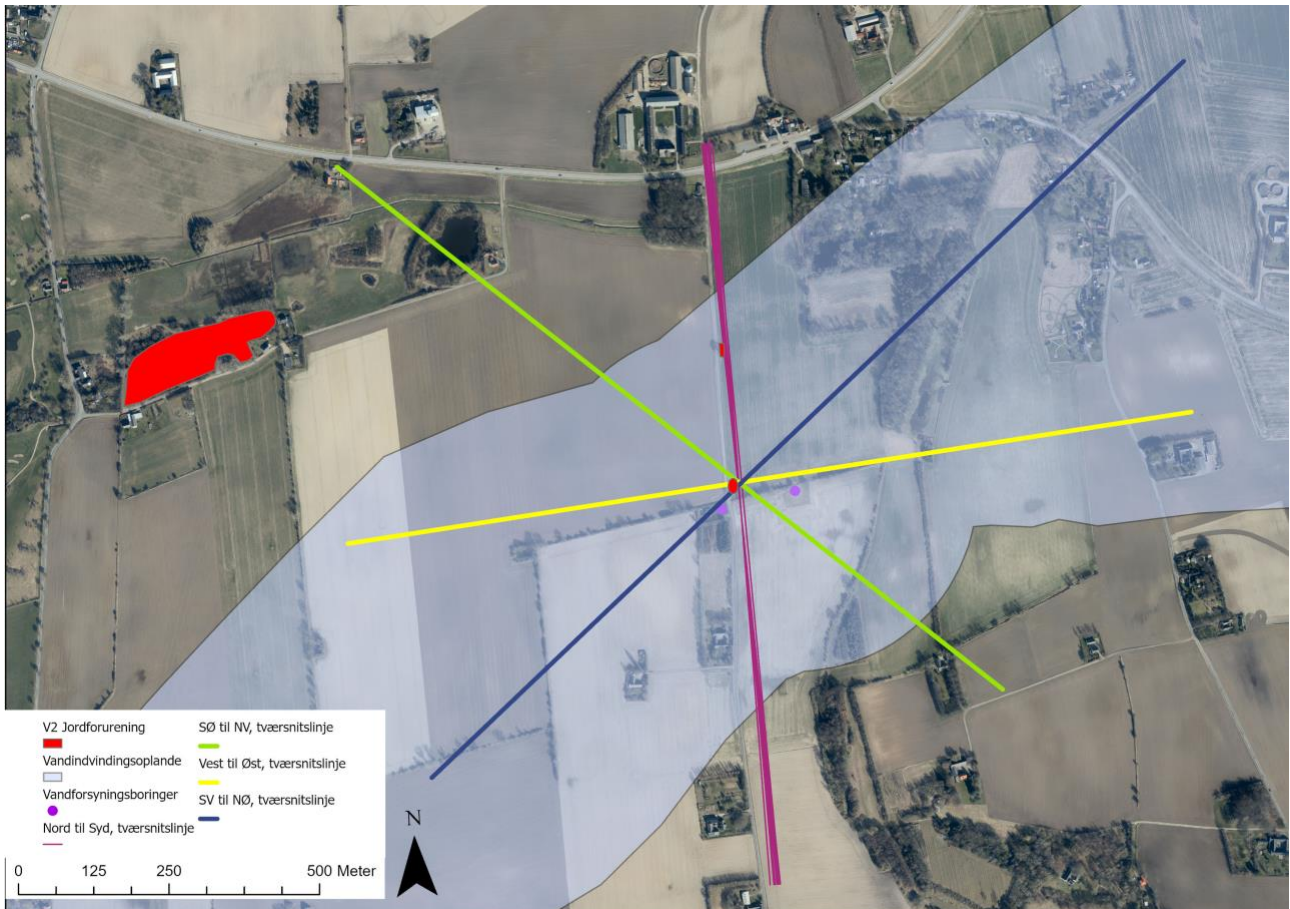 V2 Jordforurening
Vandindvindingsoplande
Vandforsyningsboringer
Nord til Syd, tværsnitslinje
SØ til NV, tværsnitslinje
Vest til Øst, tværsnitslinje
SV til NØ, tværsnitslinje
0 125 250 500 Meter
N